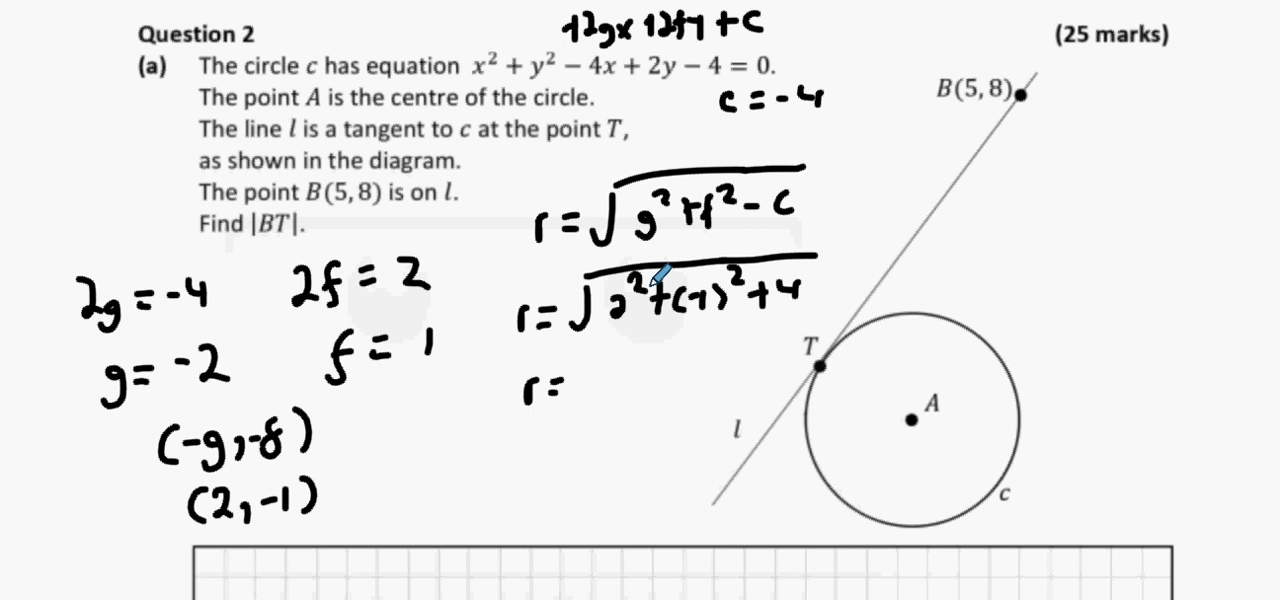 +2gx +2fy + c
Question 2 (25 marks)
(a) The circle c has equation x² + y² − 4x + 2y − 4 = 0.
The point A is the centre of the circle.
c = -4
The line l is a tangent to c at the point T,
as shown in the diagram.
The point B(5, 8) is on l.
Find |BT|.
r = √g² + f² - c
2g = -4 2f = 2
r = √2² + (-1)² + 4
g = -2 f = 1
r =
(-g, -f)
(2, -1)
B(5, 8)
T
A
l
c